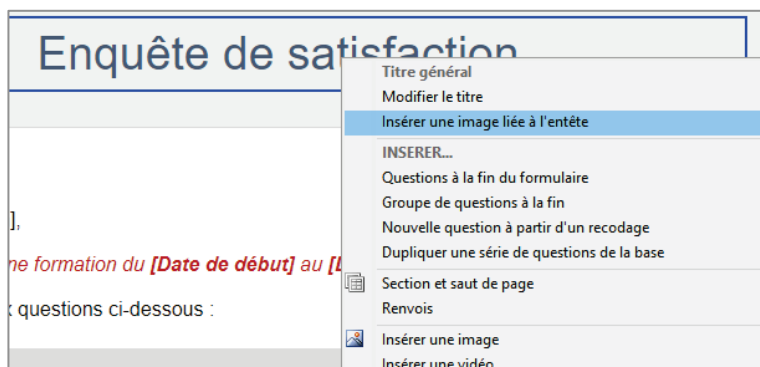 Enquête de satisfaction
Titre général
Modifier le titre
Insérer une image liée à l'entête
INSERER...
Questions à la fin du formulaire
Groupe de questions à la fin
Nouvelle question à partir d'un recodage
Dupliquer une série de questions de la base
Section et saut de page
Renvois
Insérer une image
Insérer une vidéo
],
ne formation du [Date de début] au [
questions ci-dessous :